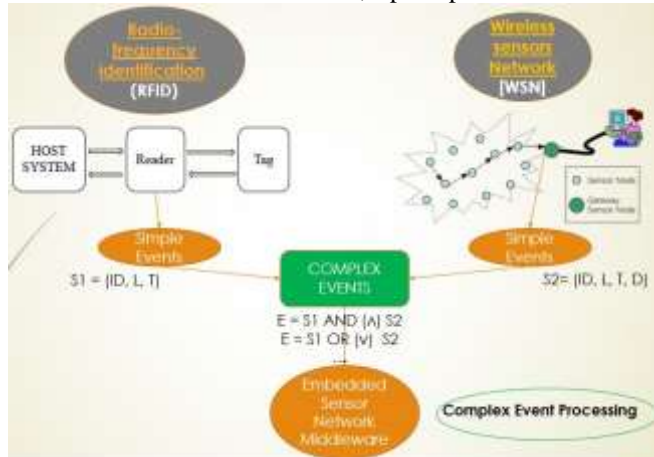 Radio-
frequency
identification
(RFID)
Wireless
sensors
Network
[WSN]
HOST
SYSTEM
Reader
Tag
Sensor Node
Gateway
Sensor Node
Simple
Events
Simple
Events
S1 = (ID, L, T)
COMPLEX
EVENTS
S2= (ID, L, T, D)
E = S1 AND (∧) S2
E = S1 OR (∨) S2
Embedded
Sensor
Network
Middleware
Complex Event Processing